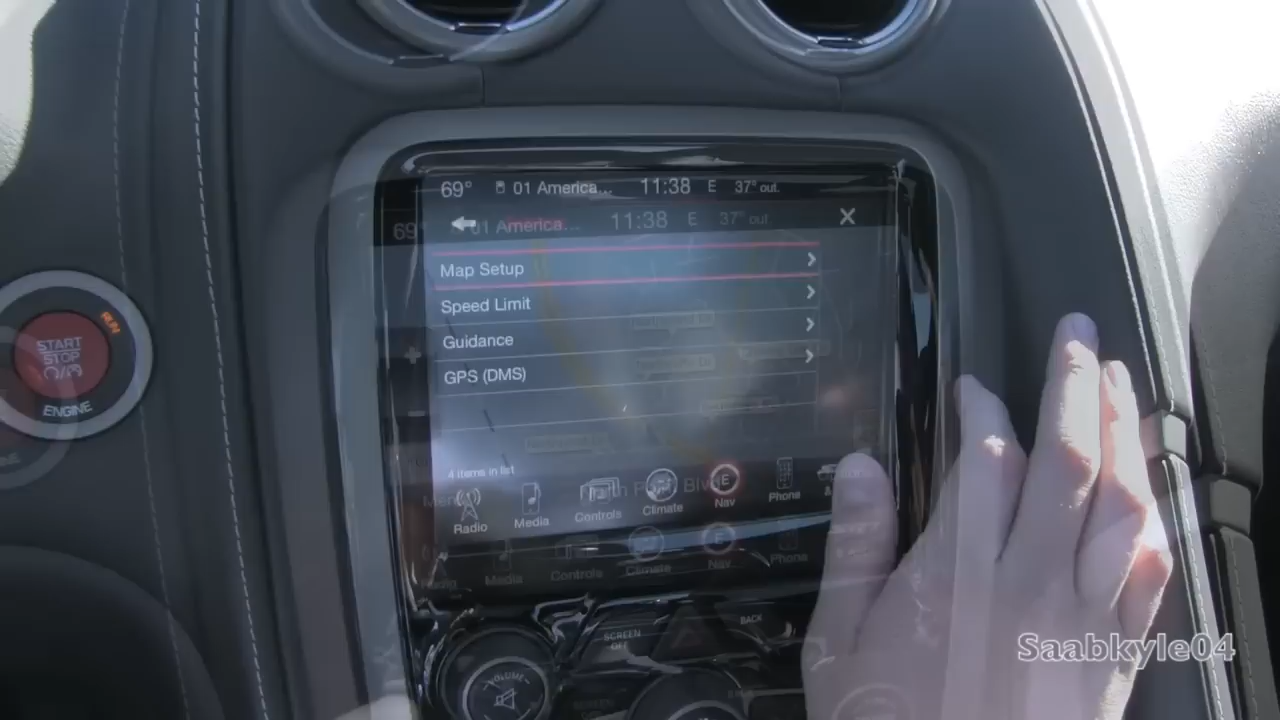 69° 01 America... 11:38 E 37° out.
69° 01 America... 11:38 E 37° out
Map Setup
Speed Limit
Guidance
GPS (DMS)
4 items in list
Radio Media Controls Climate E Nav Phone
Radio Media Controls Climate Nav Phone
RUN
START
STOP
ENGINE
SCREEN
OFF
BACK
VOLUME
Saabkyle04